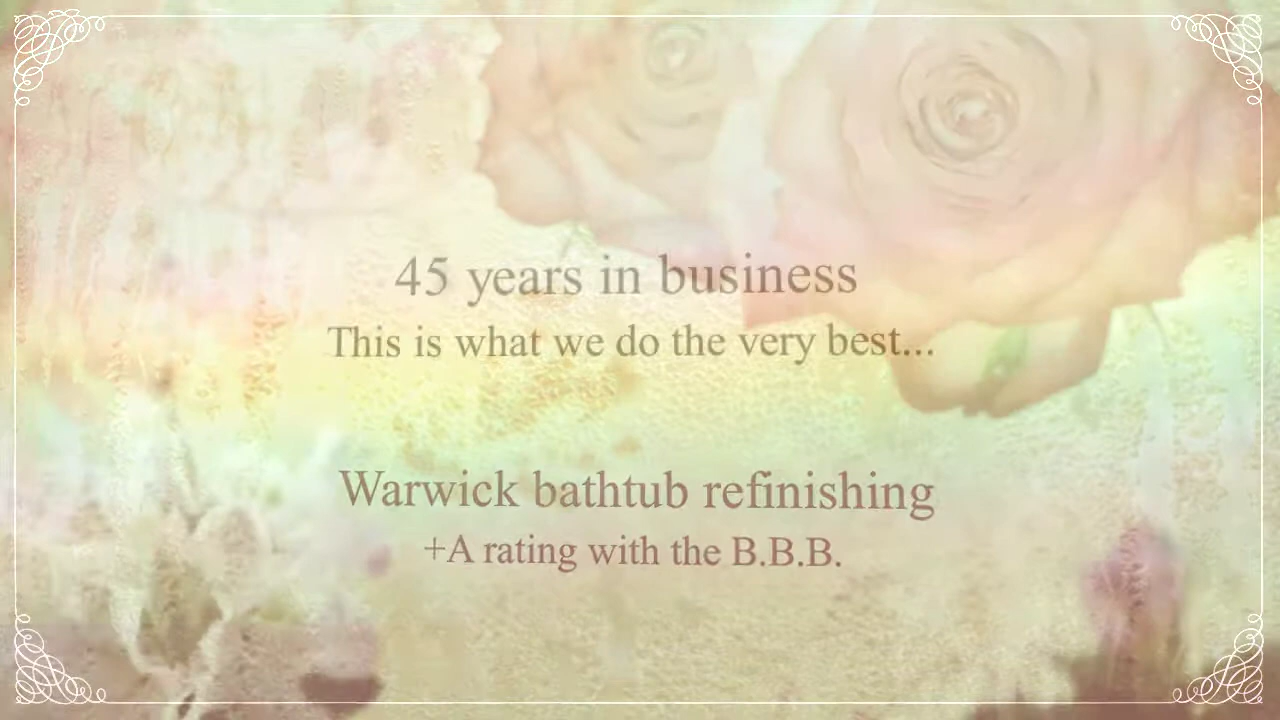 45 years in business
This is what we do the very best...
Warwick bathtub refinishing
+A rating with the B.B.B.